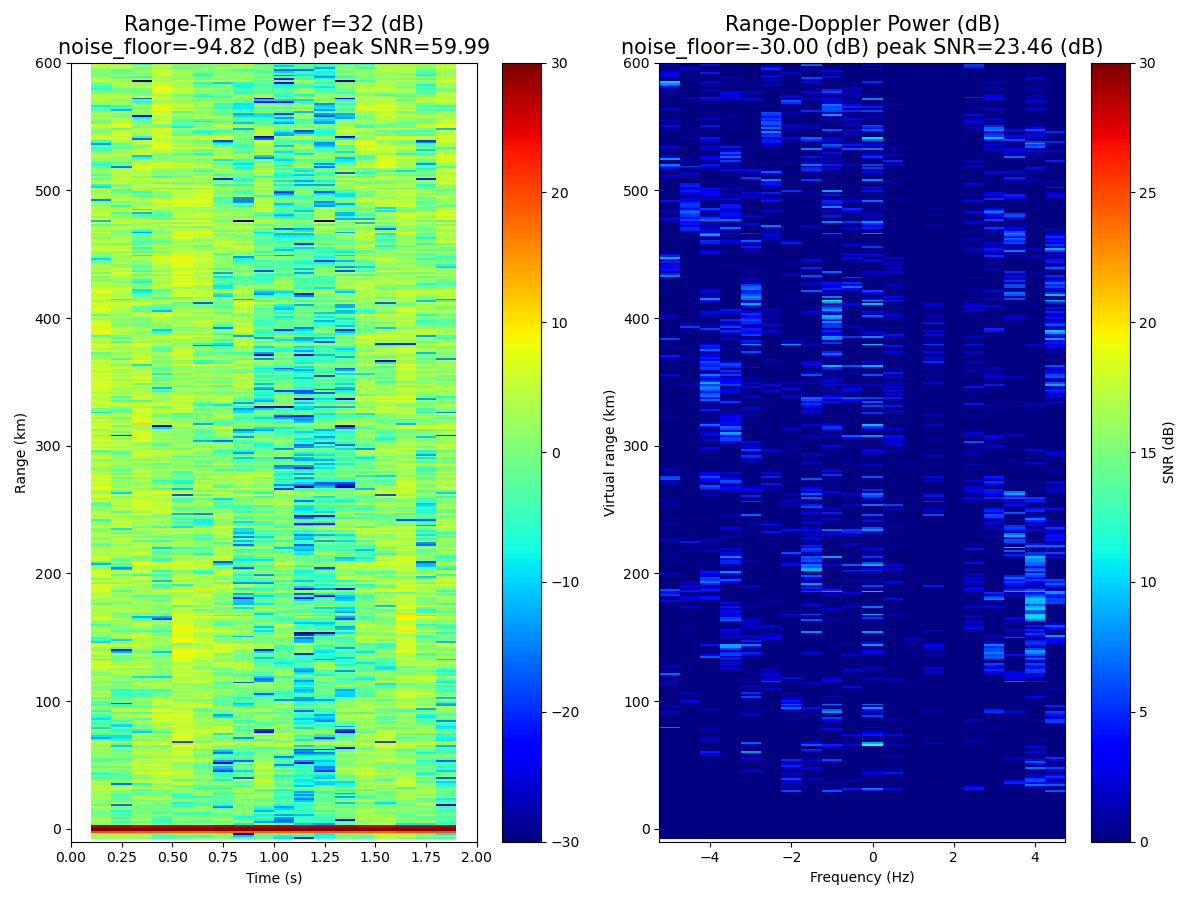 Range-Time Power f=32 (dB)
noise_floor=-94.82 (dB) peak SNR=59.99
Range (km)
600
500
400
300
200
100
0
0.00 0.25 0.50 0.75 1.00 1.25 1.50 1.75 2.00
Time (s)
30
20
10
0
−10
−20
−30
Range-Doppler Power (dB)
noise_floor=-30.00 (dB) peak SNR=23.46 (dB)
Virtual range (km)
600
500
400
300
200
100
0
−4 −2 0 2 4
Frequency (Hz)
30
25
20
15
10
5
0
SNR (dB)